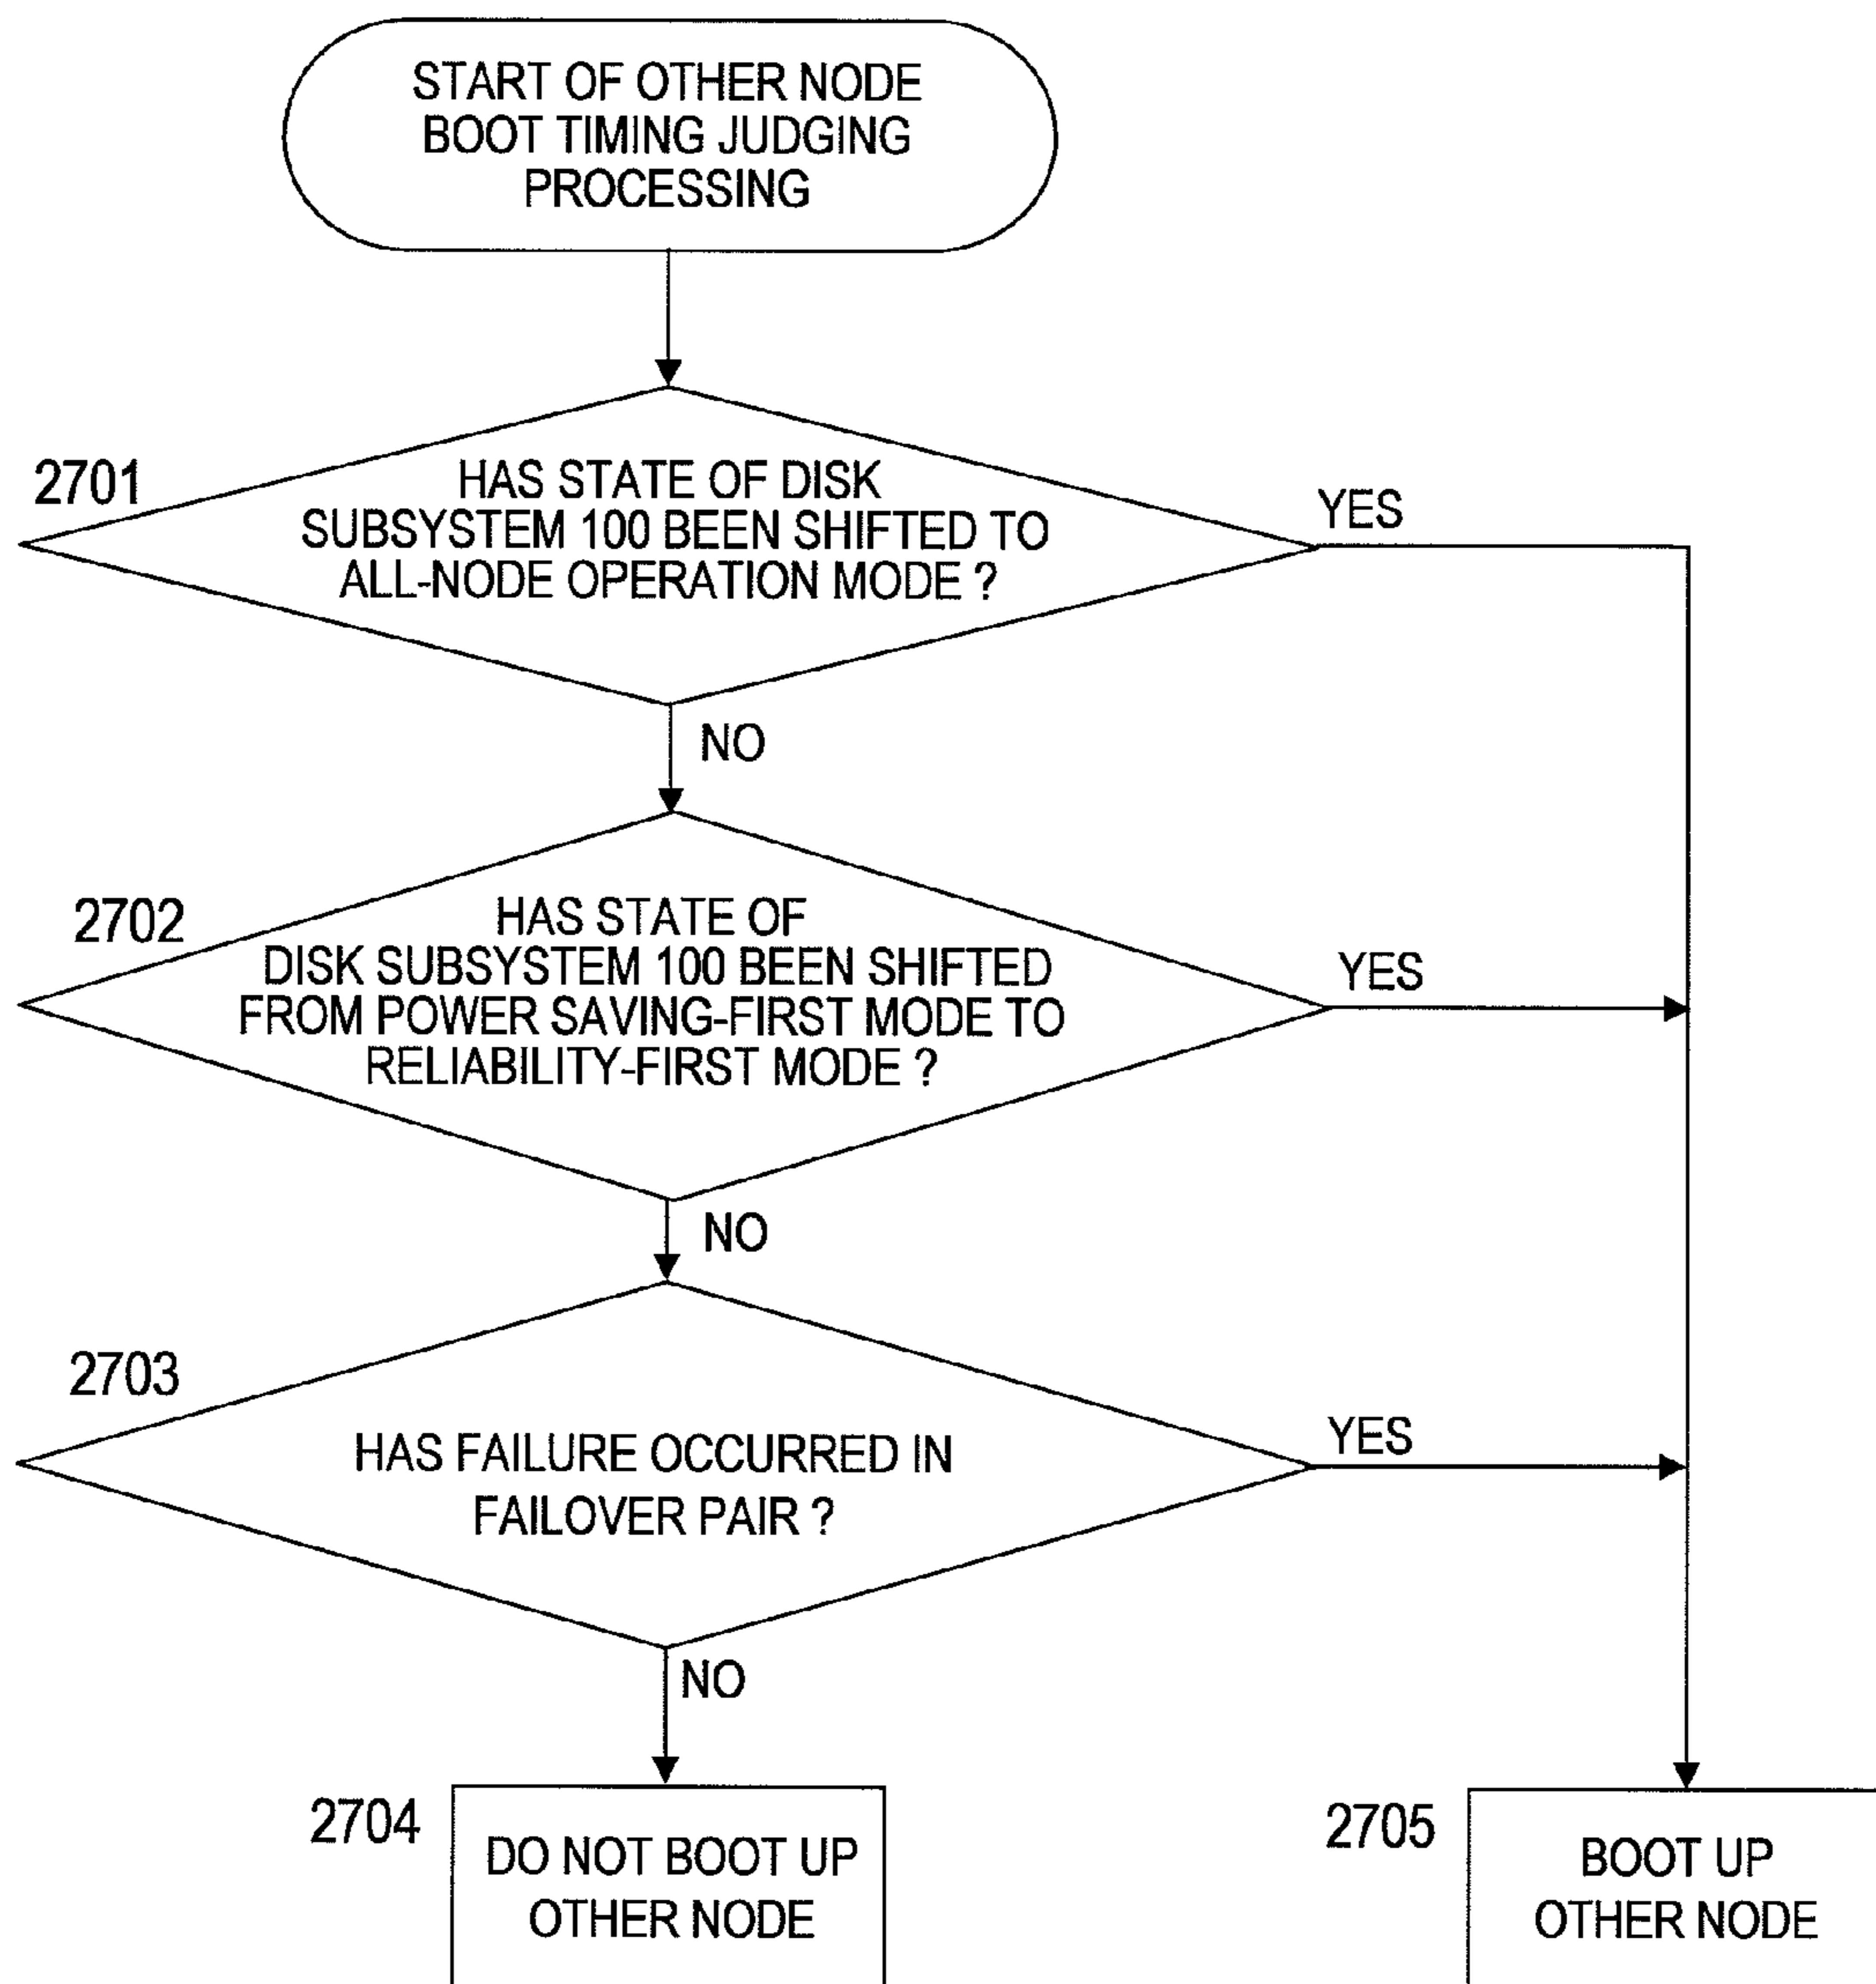 START OF OTHER NODE
BOOT TIMING JUDGING
PROCESSING
2701
HAS STATE OF DISK
SUBSYSTEM 100 BEEN SHIFTED TO
ALL-NODE OPERATION MODE ?
YES
NO
2702
HAS STATE OF
DISK SUBSYSTEM 100 BEEN SHIFTED
FROM POWER SAVING-FIRST MODE TO
RELIABILITY-FIRST MODE ?
YES
NO
2703
HAS FAILURE OCCURRED IN
FAILOVER PAIR ?
YES
NO
2704
DO NOT BOOT UP
OTHER NODE
2705
BOOT UP
OTHER NODE